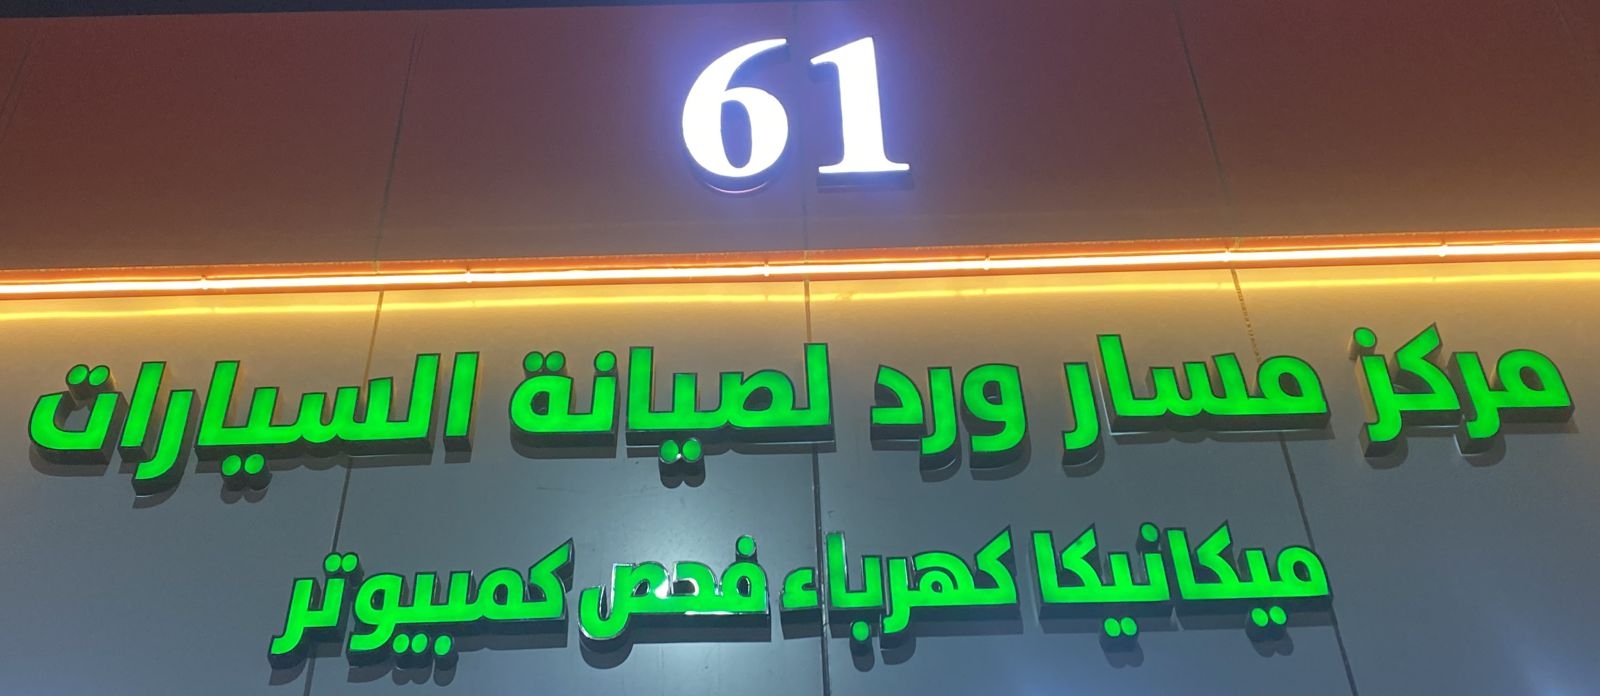 61
مركز مسار ورد لصيانة السيارات
ميكانيكا كهرباء فحص كمبيوتر